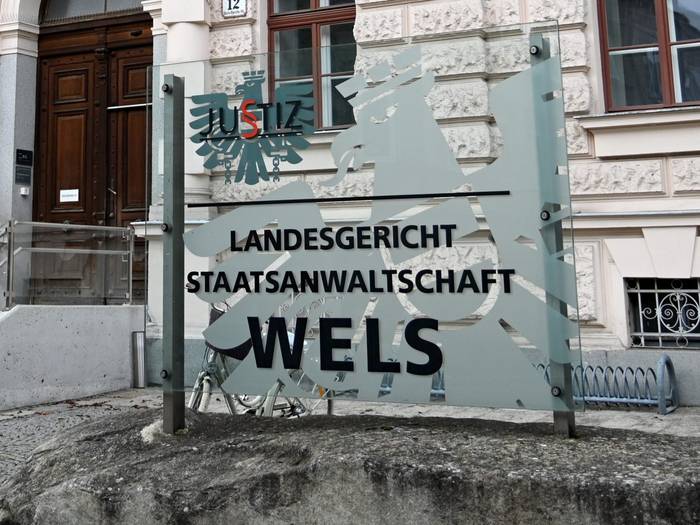 12
JUSTIZ
LANDESGERICHT
STAATSANWALTSCHAFT
WELS